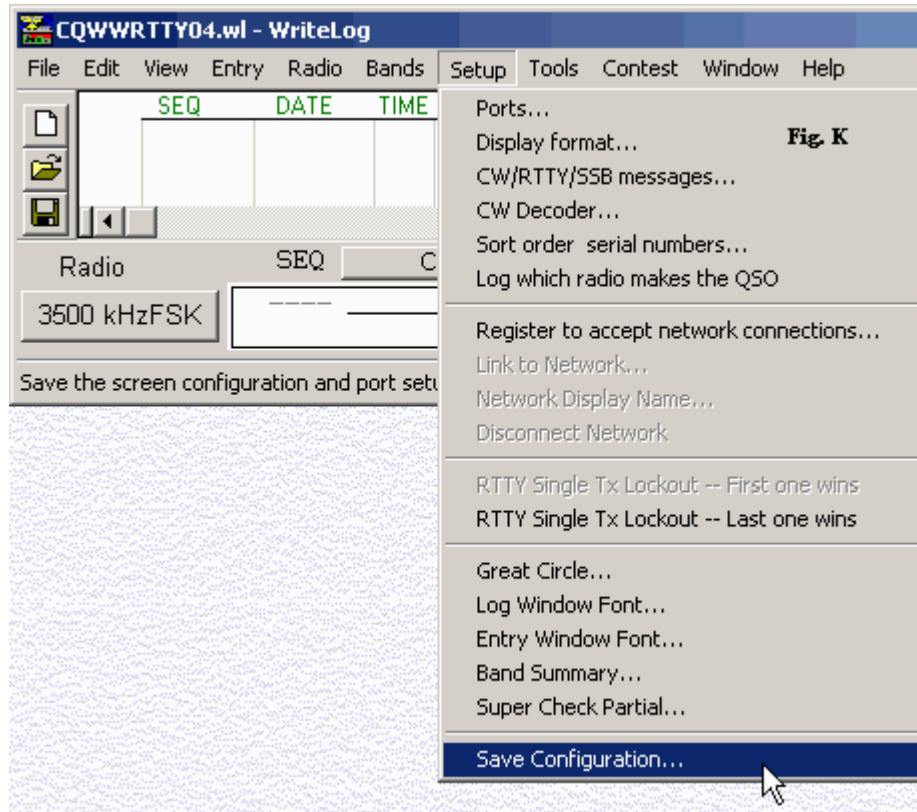 CQWWRTTY04.wl - WriteLog
File Edit View Entry Radio Bands Setup Tools Contest Window Help
SEQ DATE TIME
Ports...
Display format...
Fig. K
CW/RTTY/SSB messages...
CW Decoder...
Sort order serial numbers...
Log which radio makes the QSO
Radio
SEQ
C
3500 kHzFSK
Register to accept network connections...
Link to Network...
Network Display Name...
Disconnect Network
Save the screen configuration and port setu
RTTY Single Tx Lockout -- First one wins
RTTY Single Tx Lockout -- Last one wins
Great Circle...
Log Window Font...
Entry Window Font...
Band Summary...
Super Check Partial...
Save Configuration...